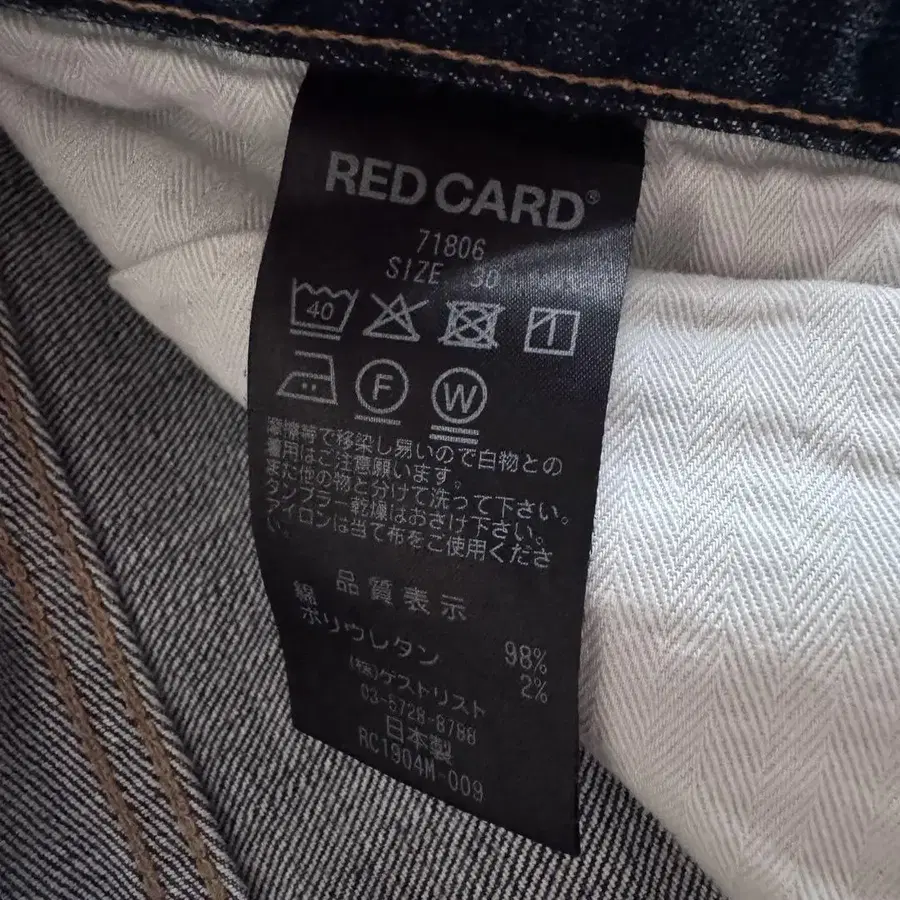 RED CARD®
71806
SIZE 30
40
F W
摩擦等で移染し易いので白物との
着用はご注意願います。
また他の物と分けて洗って下さい。
タンブラー乾燥はおさけ下さい。
アイロンは当て布をご使用くださ
い。
品質表示
綿 98%
ポリウレタン 2%
(株)ゲストリスト
03-6728-8788
日本製
RC1904M-009